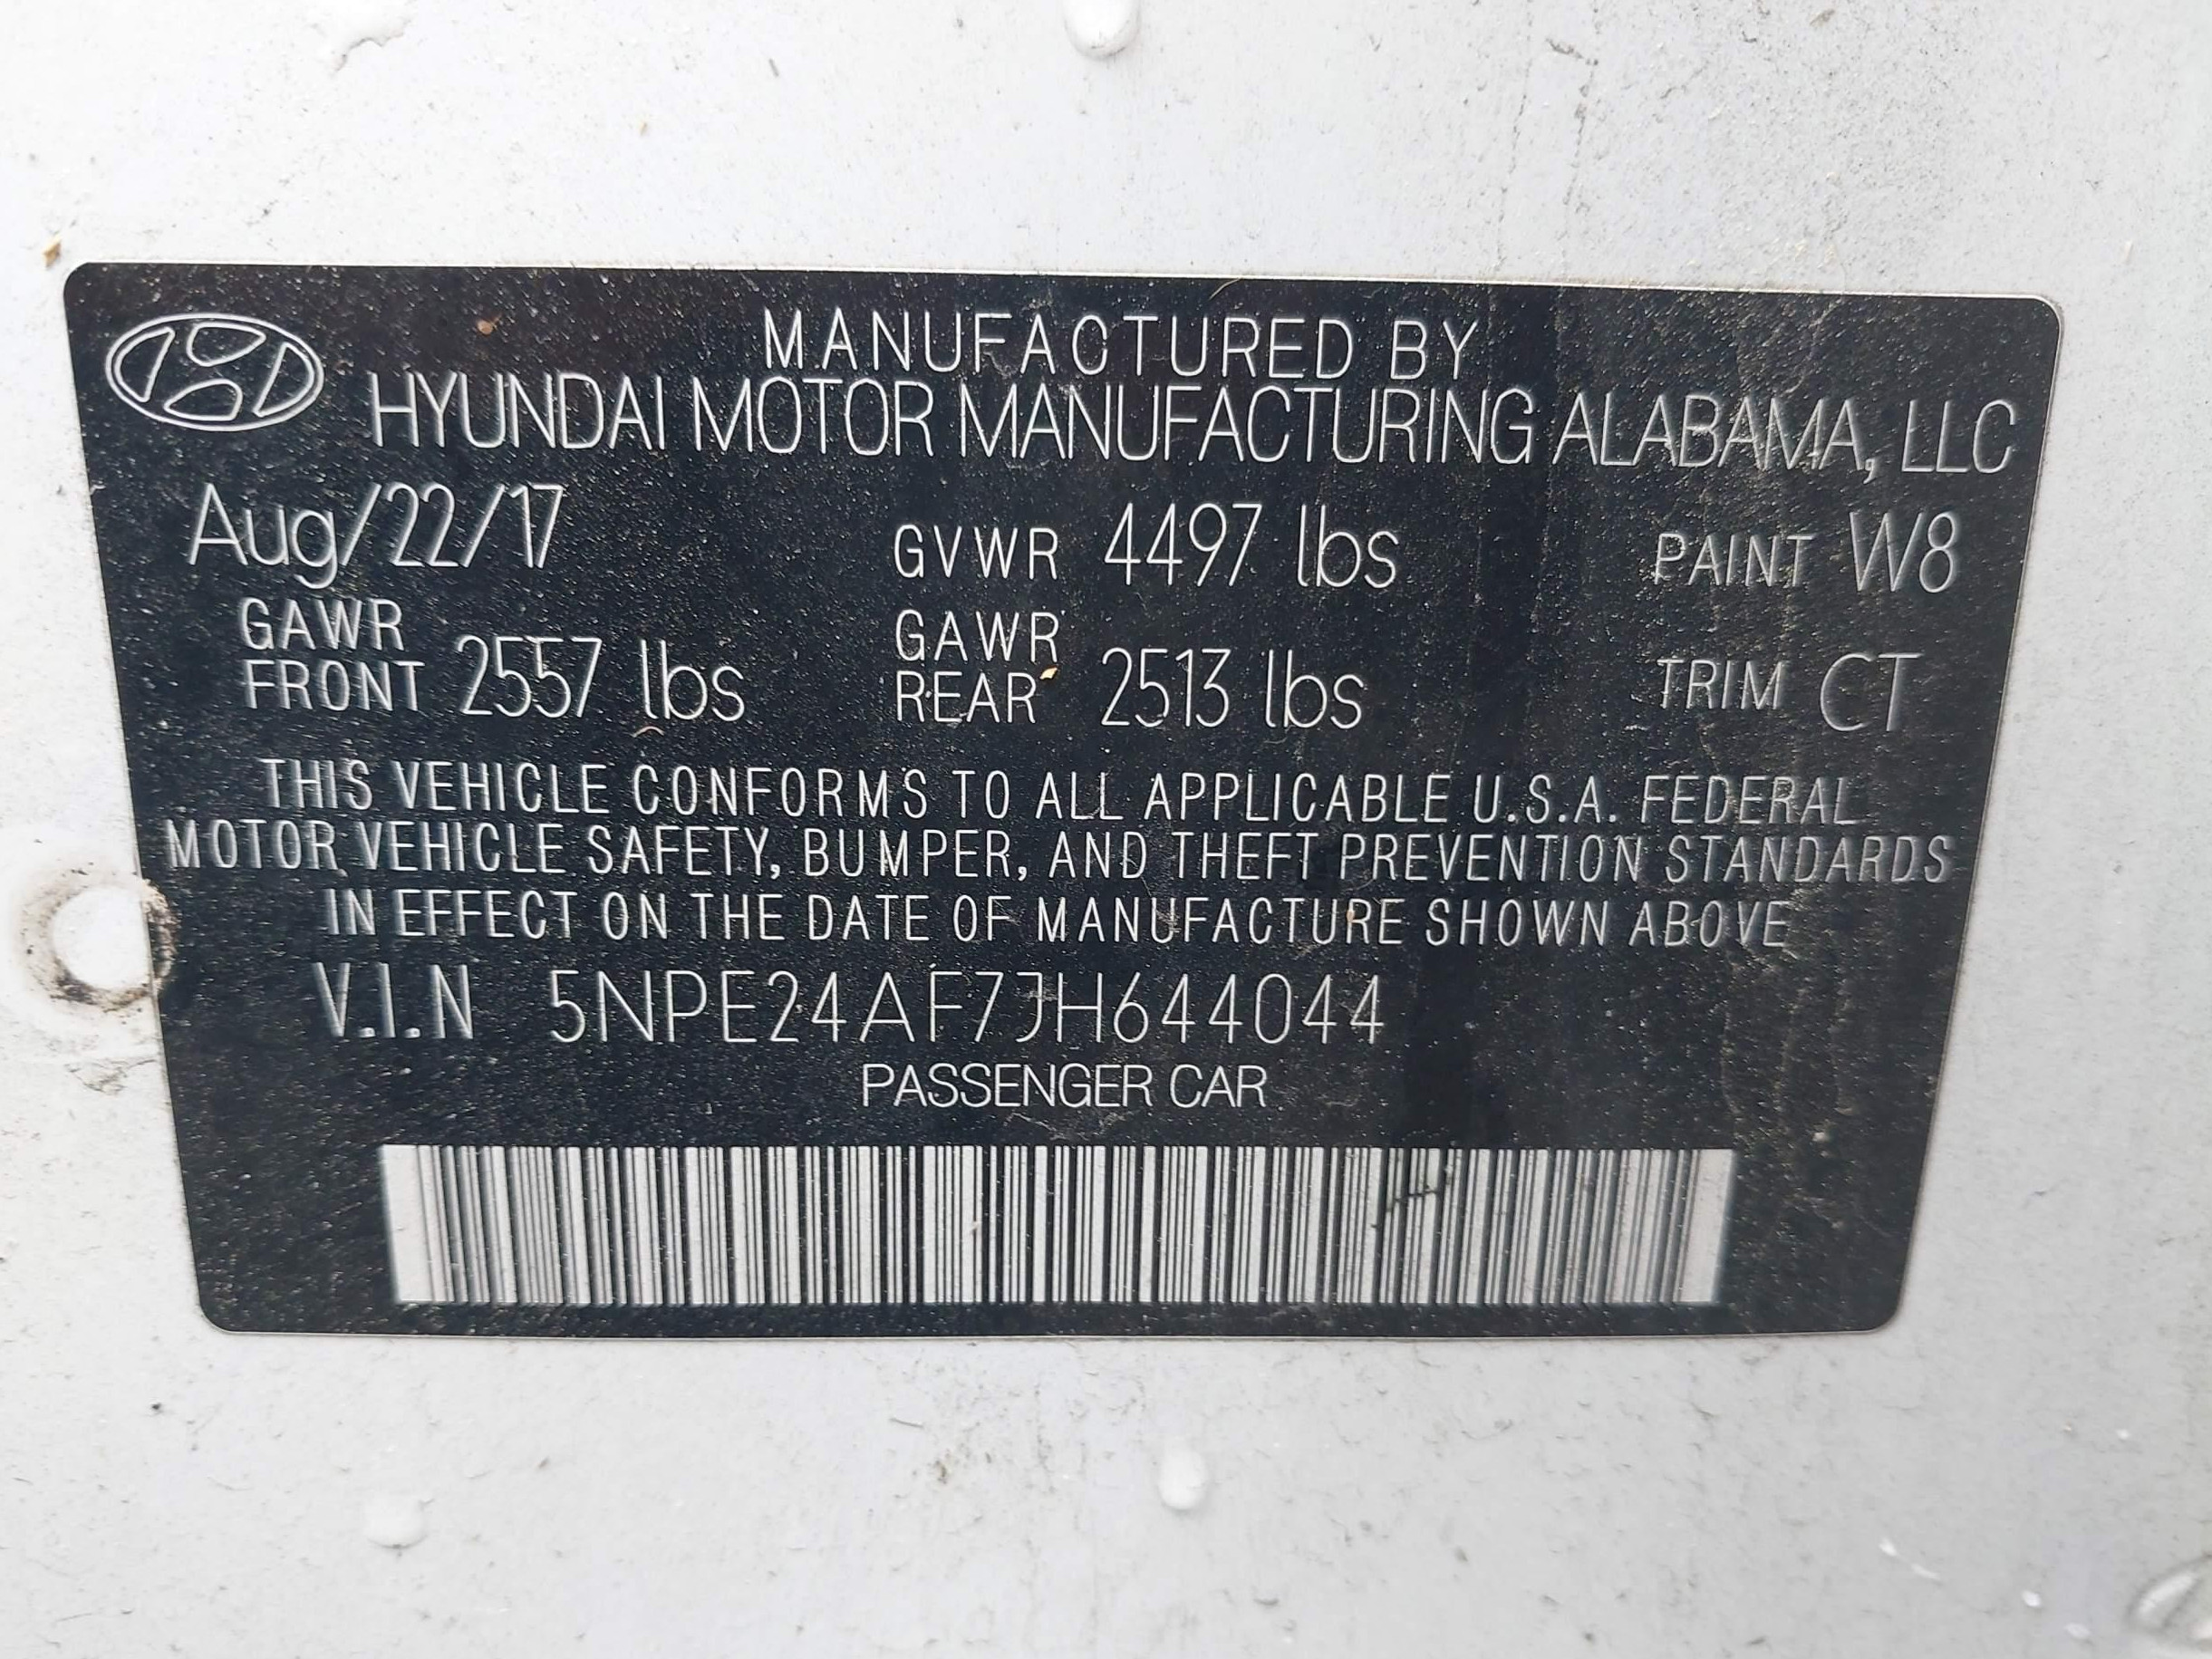 MANUFACTURED BY
HYUNDAI MOTOR MANUFACTURING ALABAMA, LLC
Aug/22/17 GVWR 4497 lbs PAINT W8
GAWR FRONT 2557 lbs GAWR REAR 2513 lbs TRIM CT
THIS VEHICLE CONFORMS TO ALL APPLICABLE U.S.A. FEDERAL
MOTOR VEHICLE SAFETY, BUMPER, AND THEFT PREVENTION STANDARDS
IN EFFECT ON THE DATE OF MANUFACTURE SHOWN ABOVE
V.I.N 5NPE24AF7JH644044
PASSENGER CAR